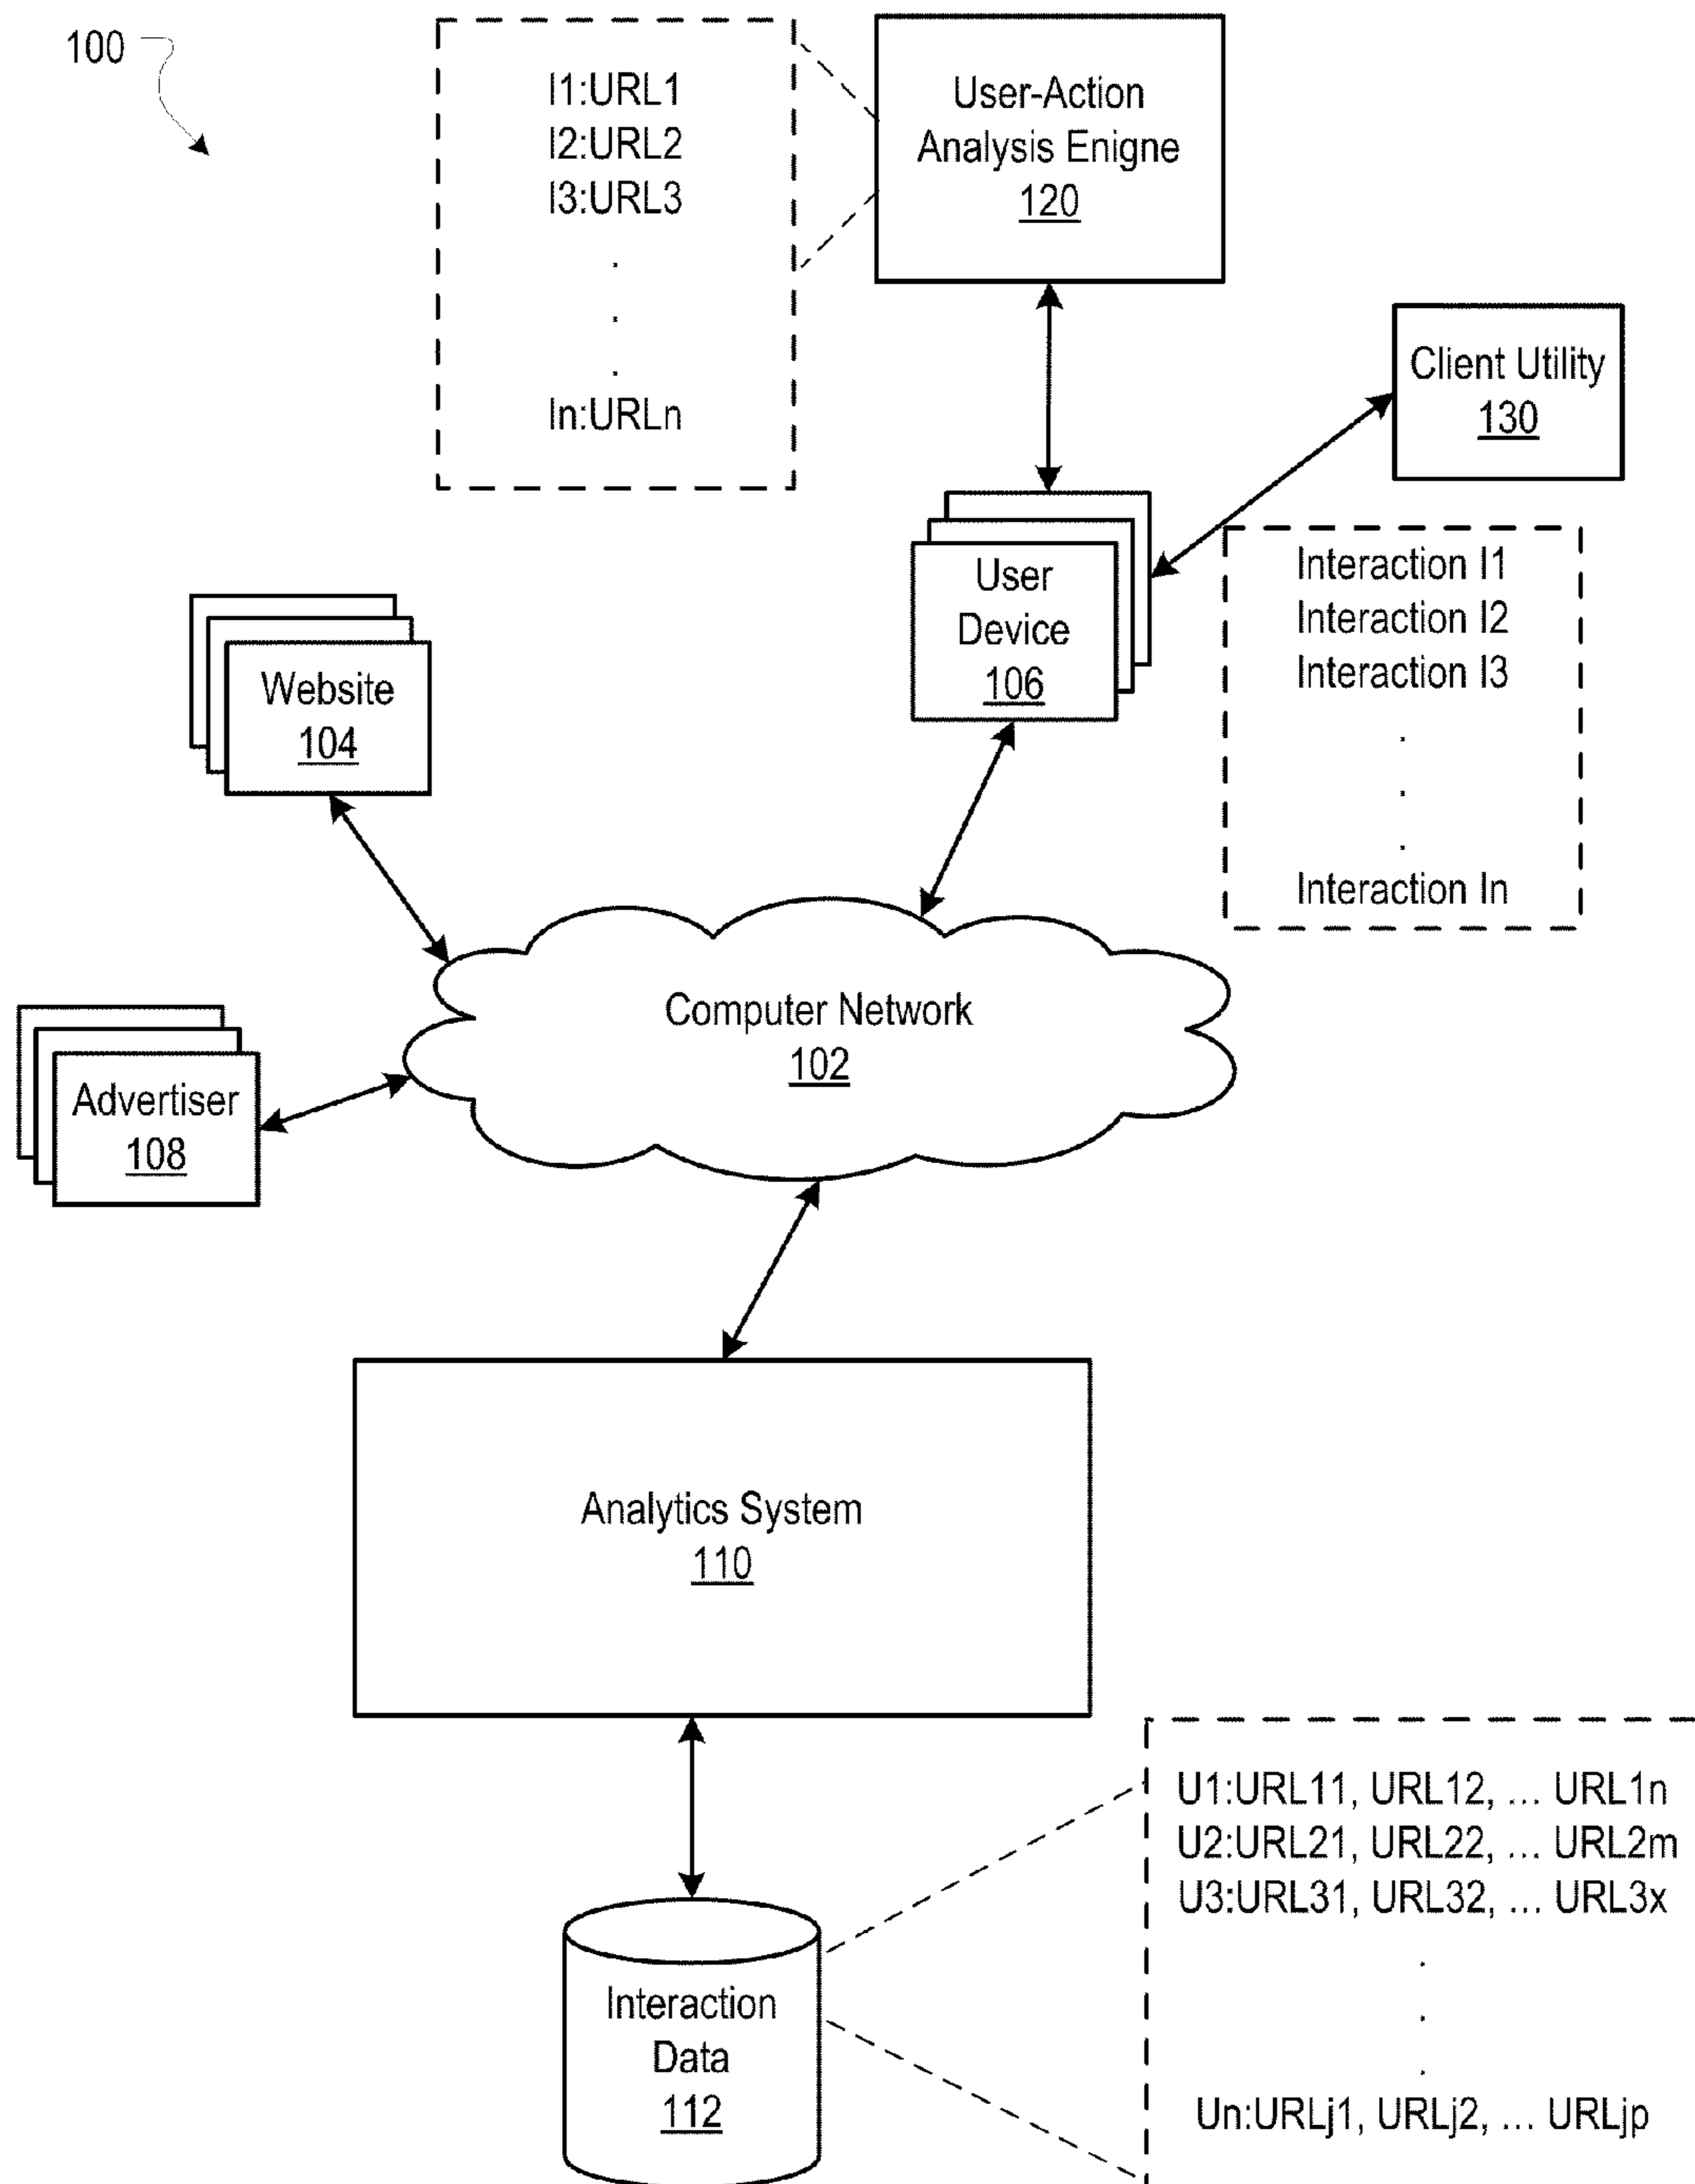 100
I1:URL1
I2:URL2
I3:URL3
.
.
.
In:URLn
User-Action
Analysis Enigne
120
Client Utility
130
User
Device
106
Interaction I1
Interaction I2
Interaction I3
.
.
.
Interaction In
Website
104
Computer Network
102
Advertiser
108
Analytics System
110
U1:URL11, URL12, ... URL1n
U2:URL21, URL22, ... URL2m
U3:URL31, URL32, ... URL3x
.
.
.
Un:URLj1, URLj2, ... URLjp
Interaction
Data
112